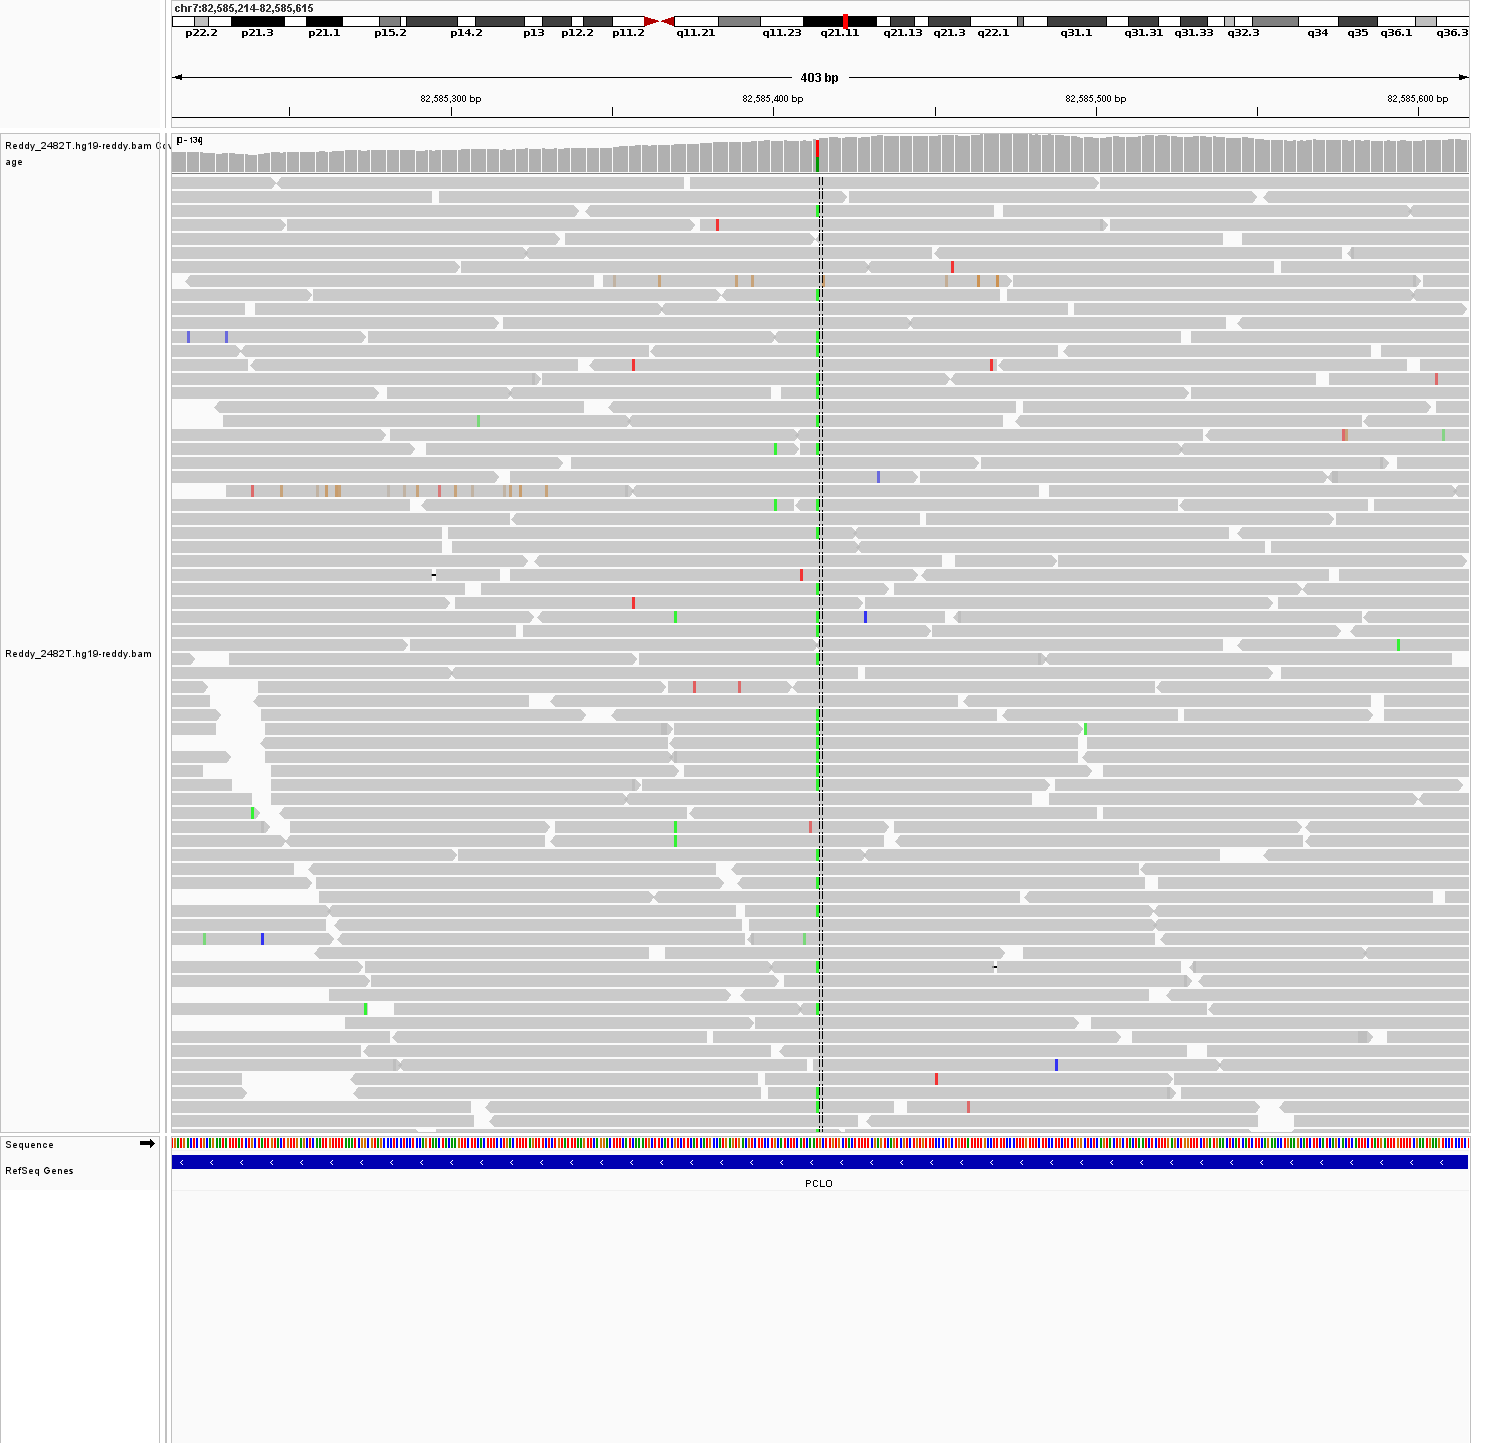 chr7:82,585,214-82,585,615
p22.2 p21.3 p21.1 p15.2 p14.2 p13 p12.2 p11.2 q11.21 q11.23 q21.11 q21.13 q21.3 q22.1 q31.1 q31.31 q31.33 q32.3 q34 q35 q36.1 q36.3
403 bp
82,585,300 bp 82,585,400 bp 82,585,500 bp 82,585,600 bp
[0 - 134]
Reddy_2482T.hg19-reddy.bam Cov
age
Reddy_2482T.hg19-reddy.bam
Sequence
RefSeq Genes
PCLO